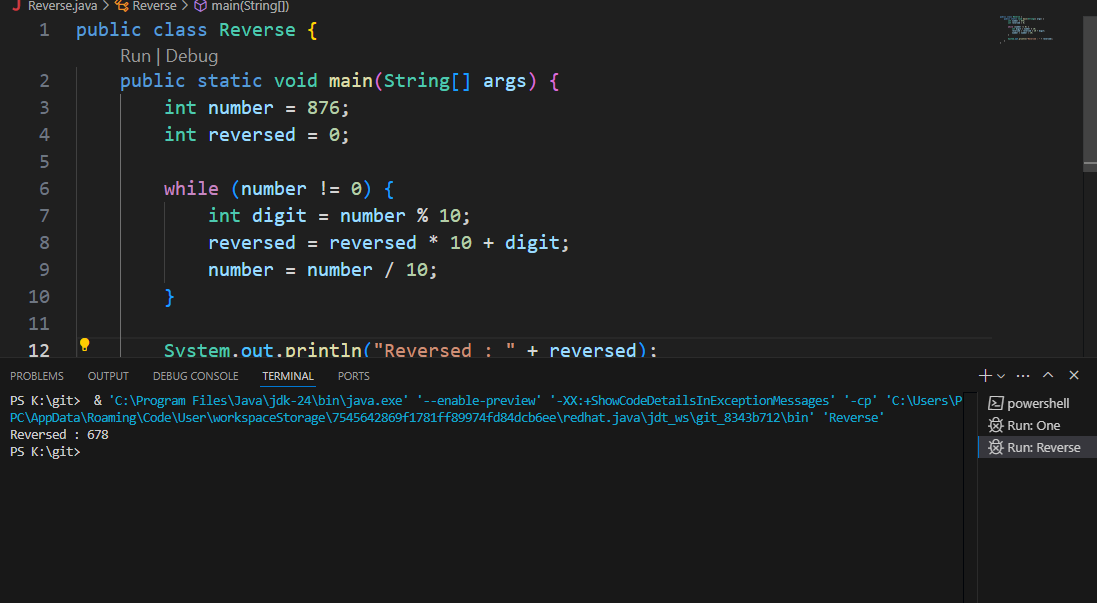 Reverse.java > Reverse > main(String[])
1 public class Reverse {
Run | Debug
2 public static void main(String[] args) {
3 int number = 876;
4 int reversed = 0;
5
6 while (number != 0) {
7 int digit = number % 10;
8 reversed = reversed * 10 + digit;
9 number = number / 10;
10 }
11
12 System.out.println("Reversed : " + reversed);
PROBLEMS OUTPUT DEBUG CONSOLE TERMINAL PORTS
PS K:\git> & 'C:\Program Files\Java\jdk-24\bin\java.exe' '--enable-preview' '-XX:+ShowCodeDetailsInExceptionMessages' '-cp' 'C:\Users\P
PC\AppData\Roaming\Code\User\workspaceStorage\7545642869f1781ff89974fd84dcb6ee\redhat.java\jdt_ws\git_8343b712\bin' 'Reverse'
Reversed : 678
PS K:\git>
powershell
Run: One
Run: Reverse